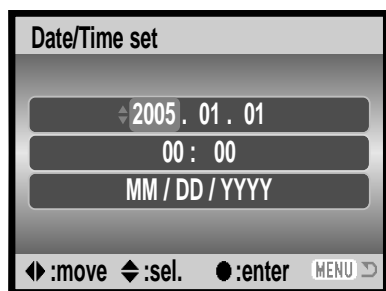 Date/Time set
2005 . 01 . 01
00 : 00
MM / DD / YYYY
:move :sel. :enter MENU